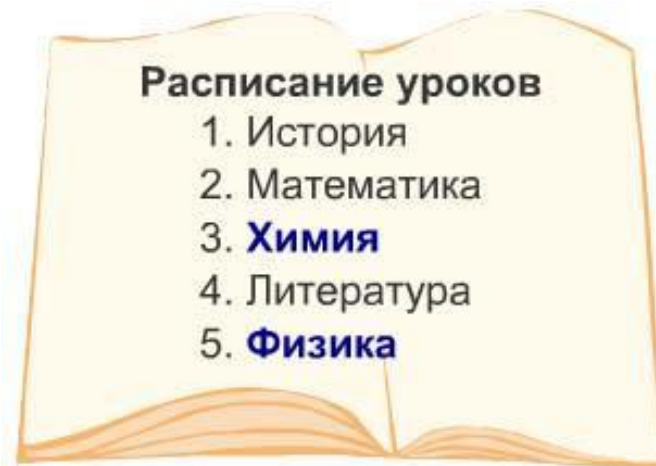 Расписание уроков
1. История
2. Математика
3. Химия
4. Литература
5. Физика